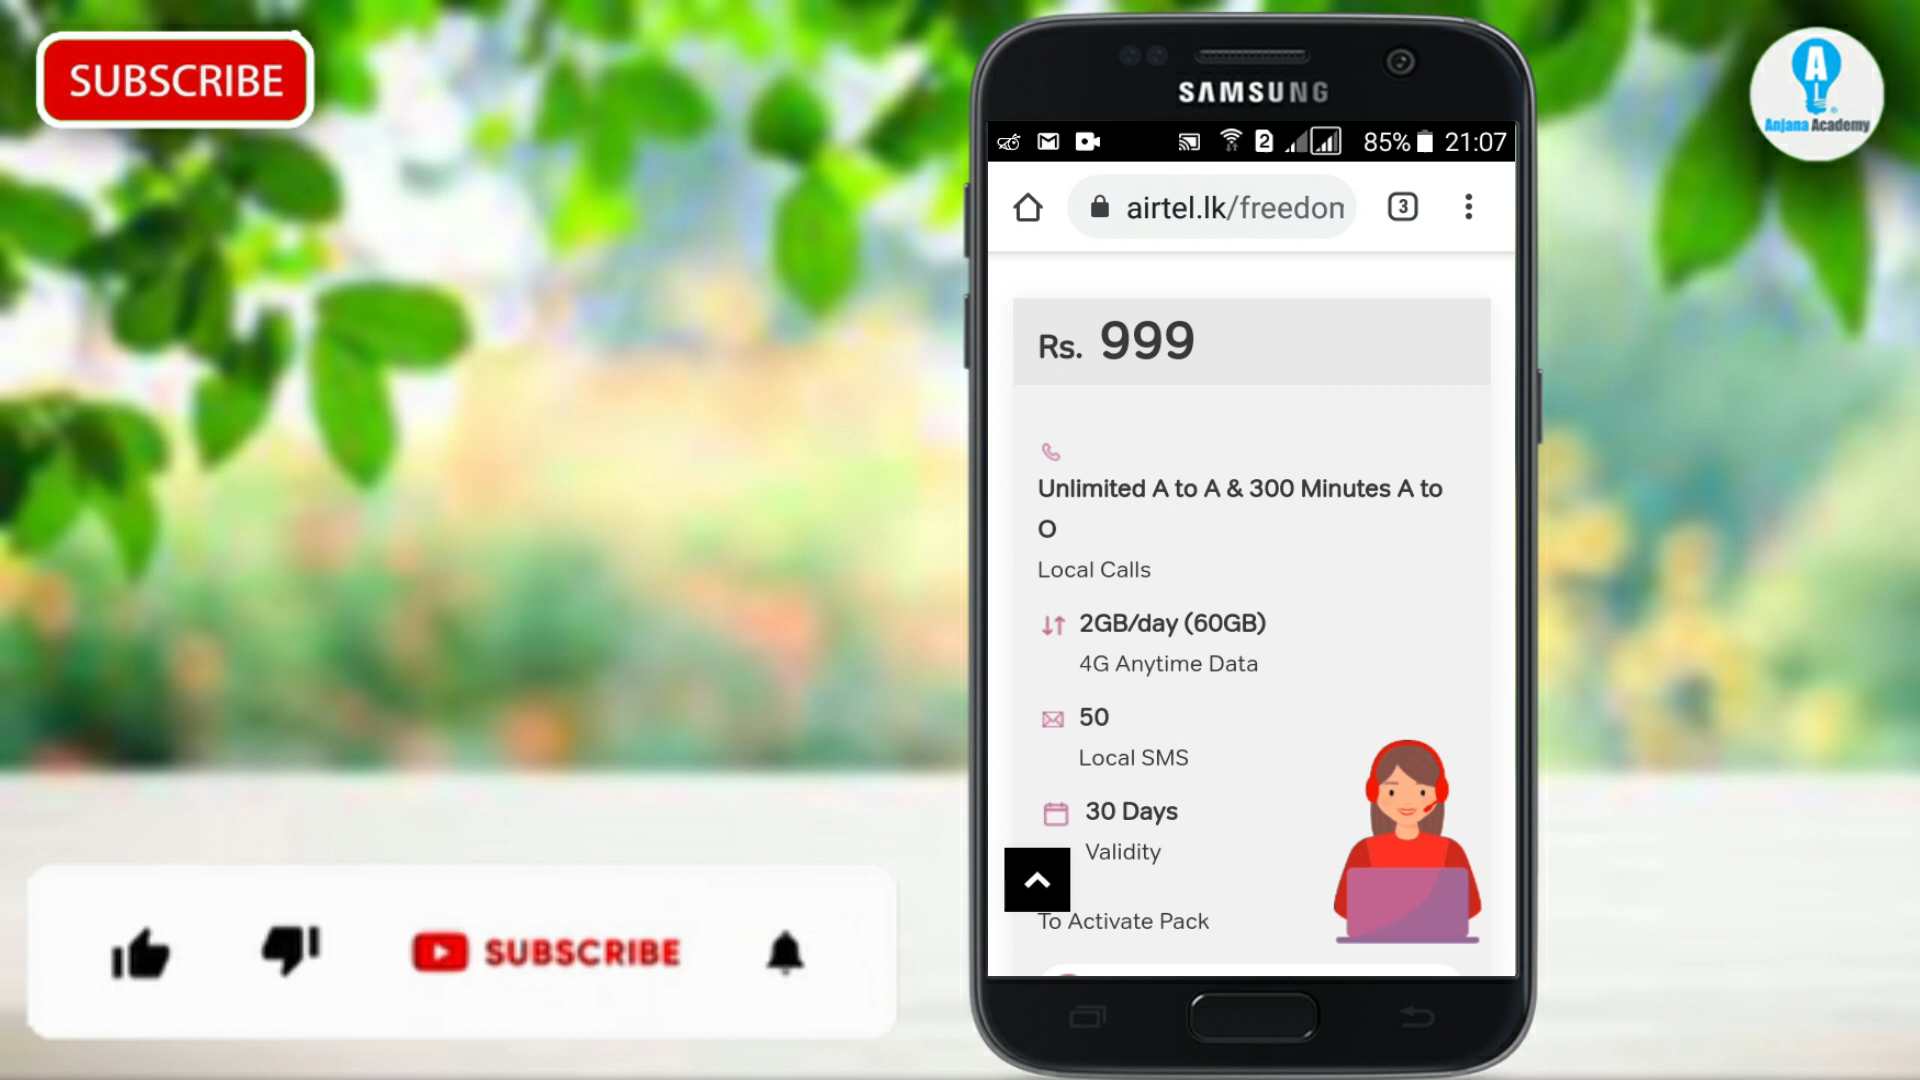 SUBSCRIBE
A
L
Anjana Academy
SAMSUNG
2
85%
21:07
airtel.lk/freedon
3
Rs. 999
Unlimited A to A & 300 Minutes A to
O
Local Calls
2GB/day (60GB)
4G Anytime Data
50
Local SMS
30 Days
Validity
To Activate Pack
SUBSCRIBE